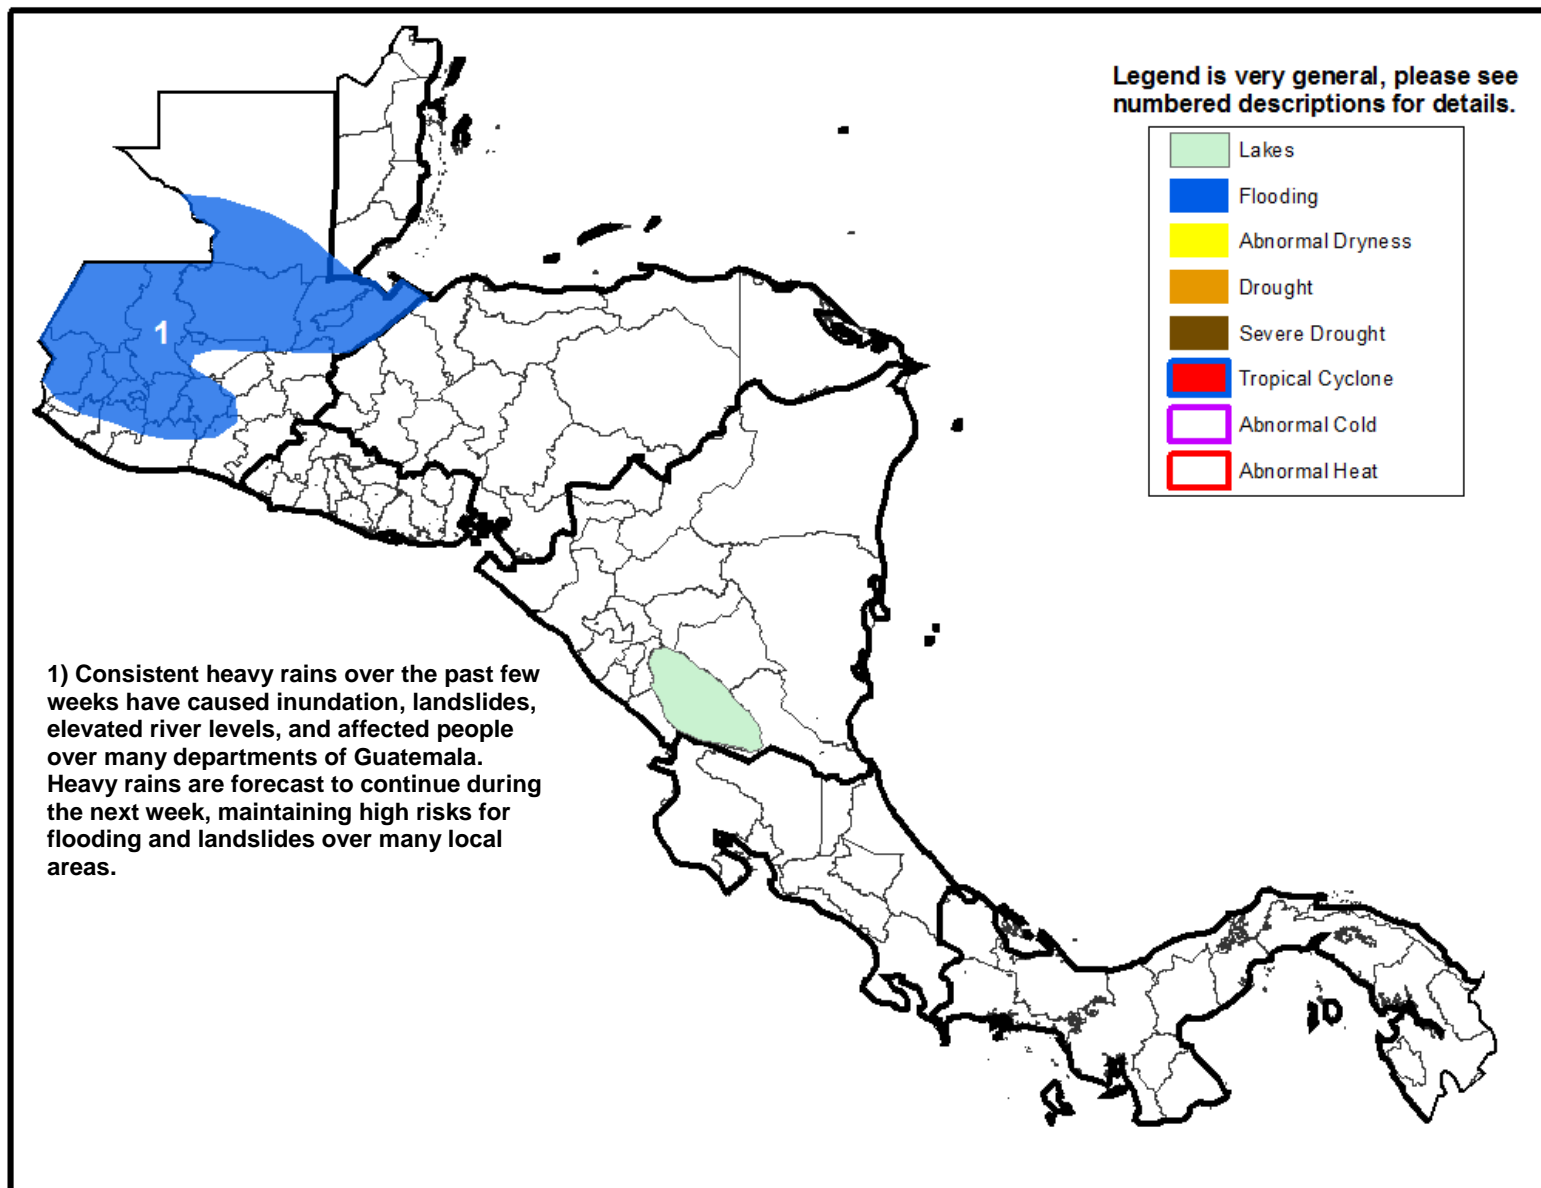 Legend is very general, please see
numbered descriptions for details.
Lakes
Flooding
Abnormal Dryness
Drought
Severe Drought
Tropical Cyclone
Abnormal Cold
Abnormal Heat
1
1) Consistent heavy rains over the past few
weeks have caused inundation, landslides,
elevated river levels, and affected people
over many departments of Guatemala.
Heavy rains are forecast to continue during
the next week, maintaining high risks for
flooding and landslides over many local
areas.